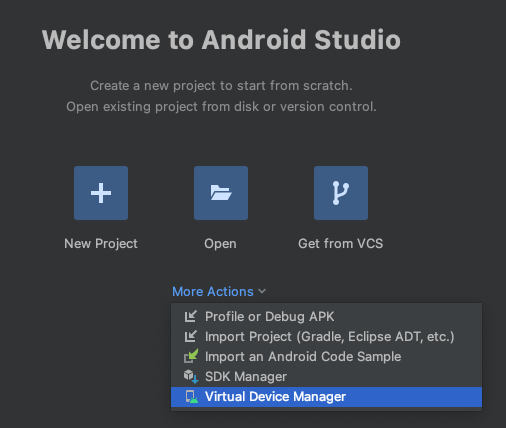 Welcome to Android Studio
Create a new project to start from scratch.
Open existing project from disk or version control.
New Project
Open
Get from VCS
More Actions
Profile or Debug APK
Import Project (Gradle, Eclipse ADT, etc.)
Import an Android Code Sample
SDK Manager
Virtual Device Manager